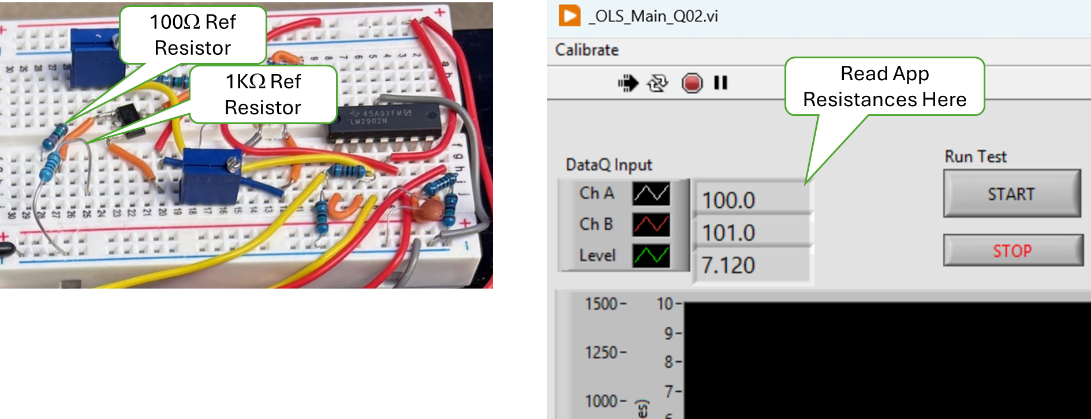 100Ω Ref
Resistor
1KΩ Ref
Resistor
LM2902N
_OLS_Main_Q02.vi
Calibrate
Read App
Resistances Here
DataQ Input
Run Test
Ch A
100.0
START
Ch B
101.0
Level
7.120
STOP
1500
10
9
1250
8
7
1000